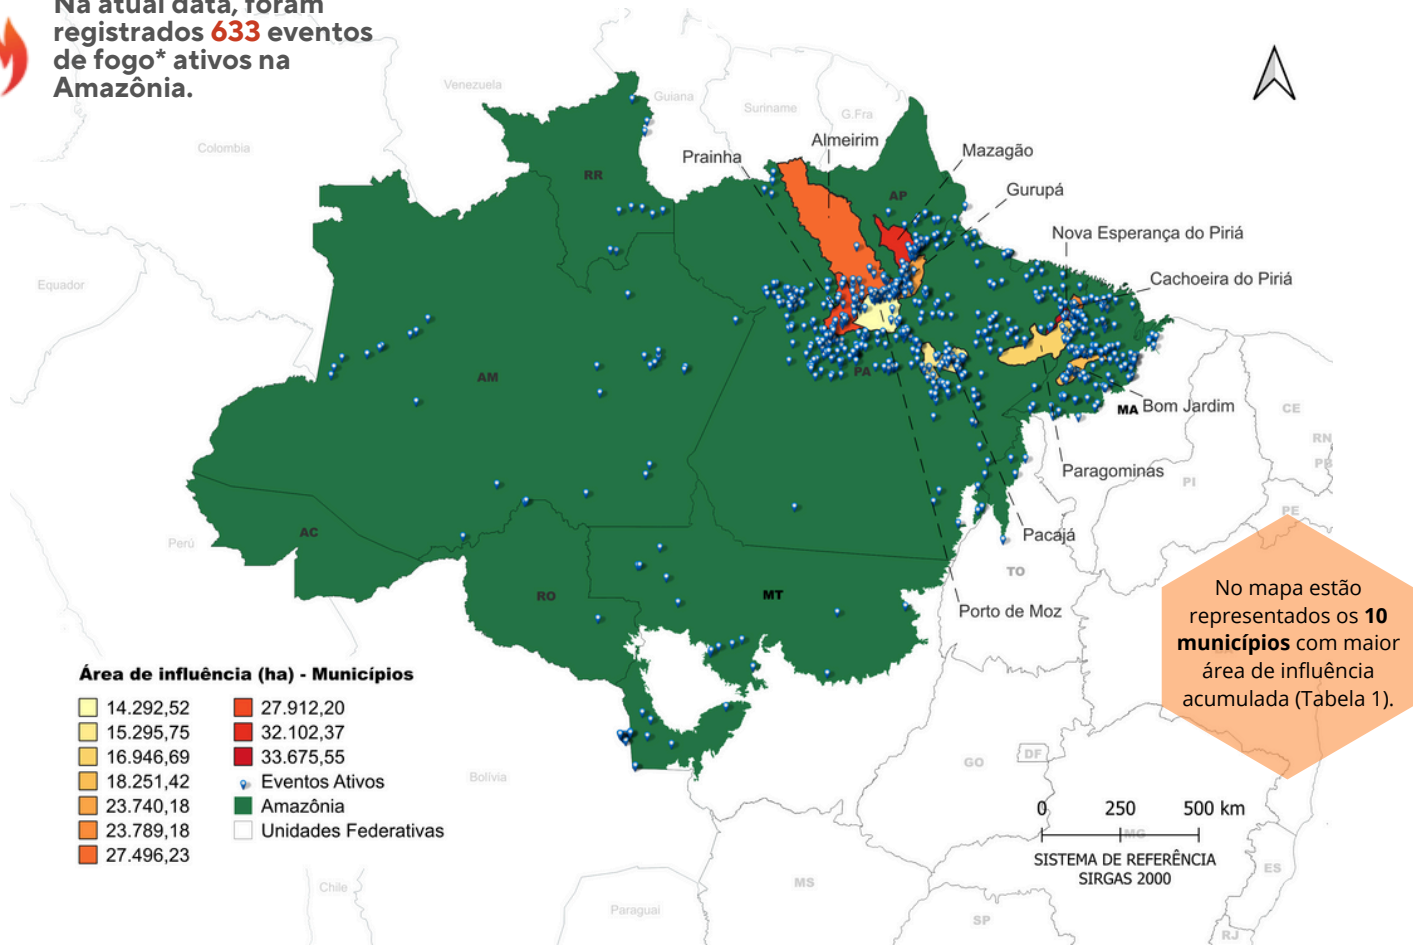 Na atual data, foram
registrados 633 eventos
de fogo* ativos na
Amazônia.
Venezuela
Guiana
Suriname
G.Fra
Colombia
Equador
Perú
Bolívia
Chile
Paraguai
Prainha
Almeirim
Mazagão
Gurupá
Nova Esperança do Piriá
Cachoeira do Piriá
Bom Jardim
Paragominas
Pacajá
Porto de Moz
RR
AP
AM
PA
MA
AC
RO
MT
TO
CE
RN
PB
PI
PE
GO
DF
MG
ES
MS
SP
RJ
No mapa estão
representados os 10
municípios com maior
área de influência
acumulada (Tabela 1).
Área de influência (ha) - Municípios
14.292,52
15.295,75
16.946,69
18.251,42
23.740,18
23.789,18
27.496,23
27.912,20
32.102,37
33.675,55
Eventos Ativos
Amazônia
Unidades Federativas
0 250 500 km
SISTEMA DE REFERÊNCIA
SIRGAS 2000